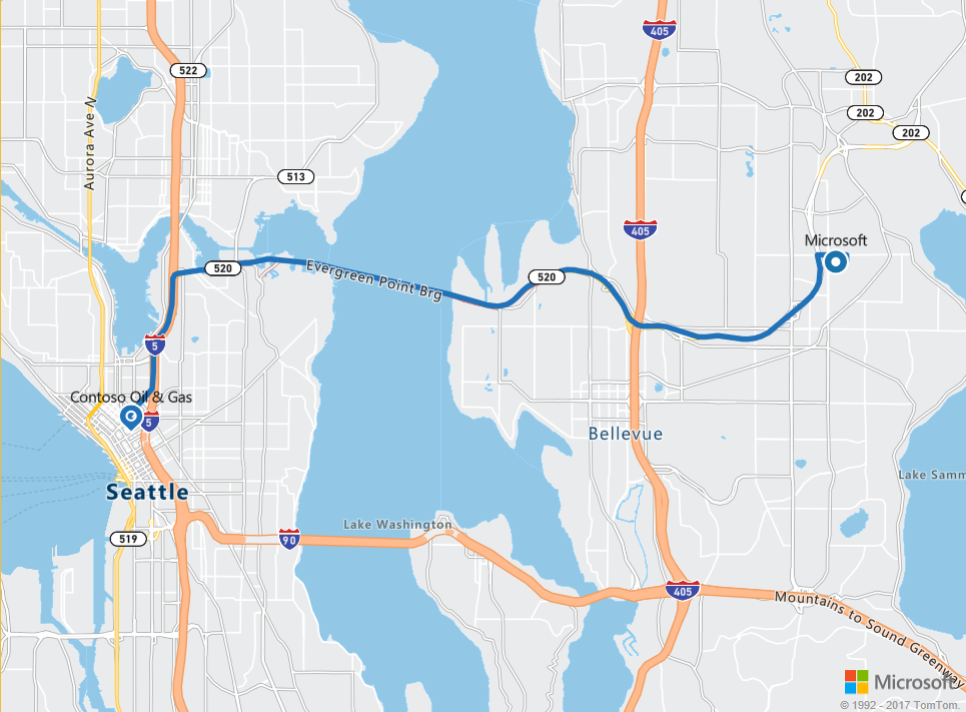 405
522
202
202
202
Aurora Ave N
513
405
Microsoft
520
Evergreen Point Brg
520
5
Contoso Oil & Gas
5
Bellevue
Lake Samm
Seattle
Lake Washington
519
90
405
Mountains to Sound Greenway
Microsoft
© 1992 - 2017 TomTom.